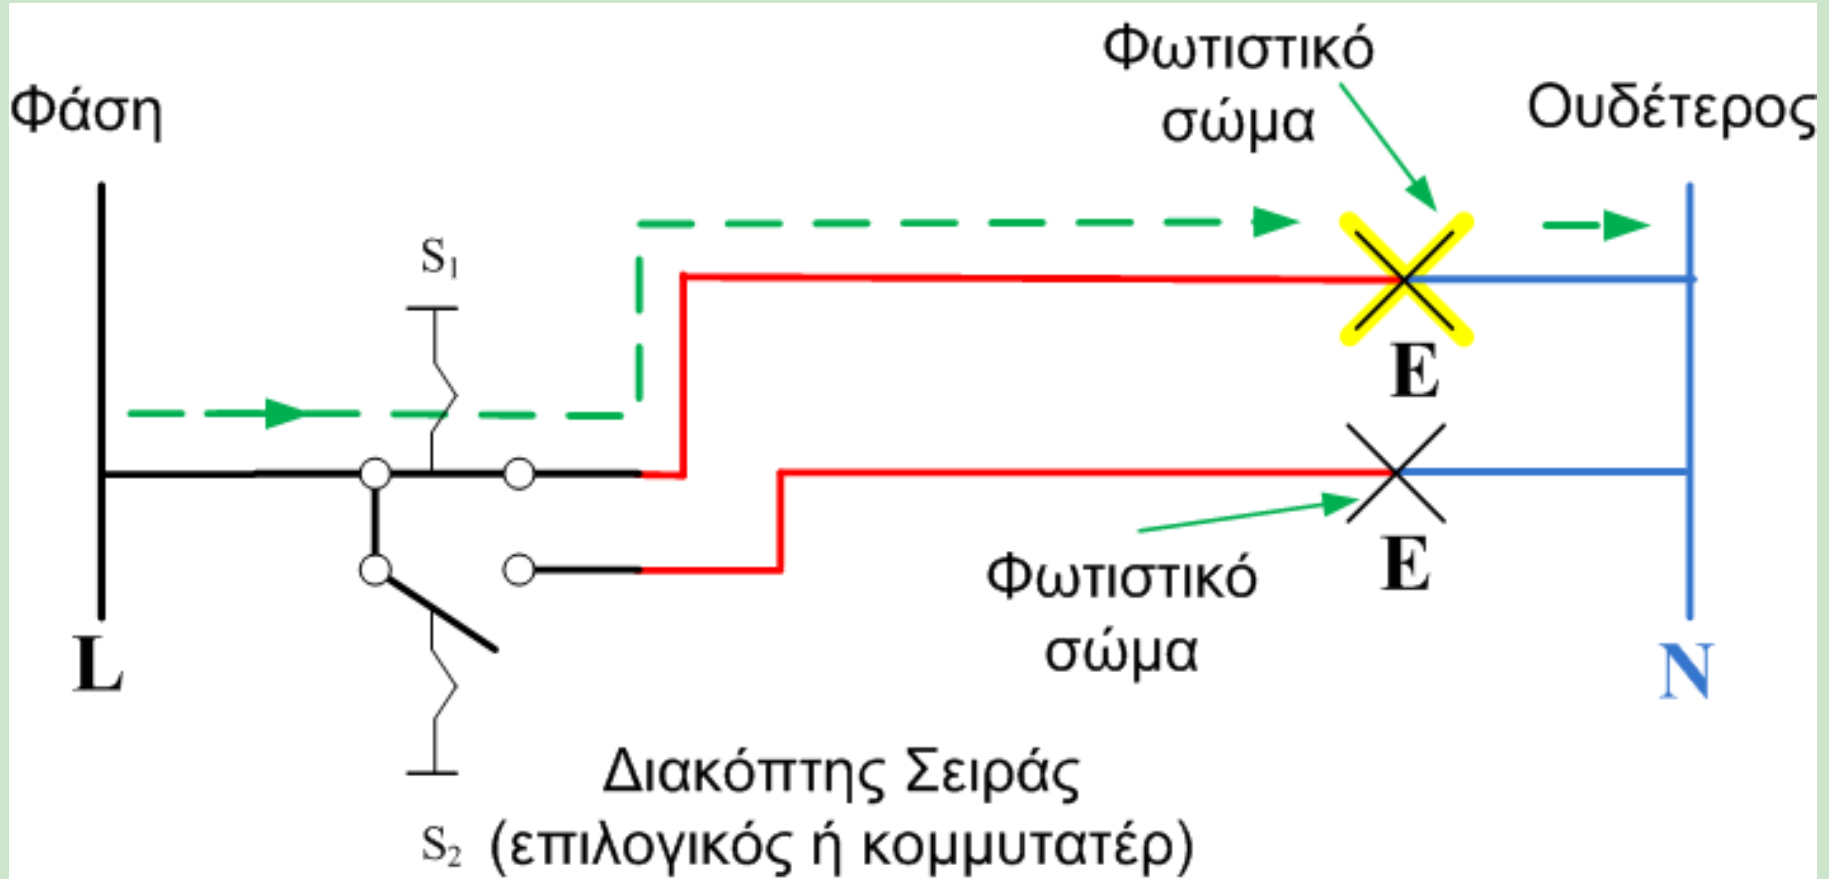 Φωτιστικό
σώμα
Φάση
Ουδέτερος
S1
E
E
Φωτιστικό
σώμα
L
N
Διακόπτης Σειράς
S2 (επιλογικός ή κομμυτατέρ)